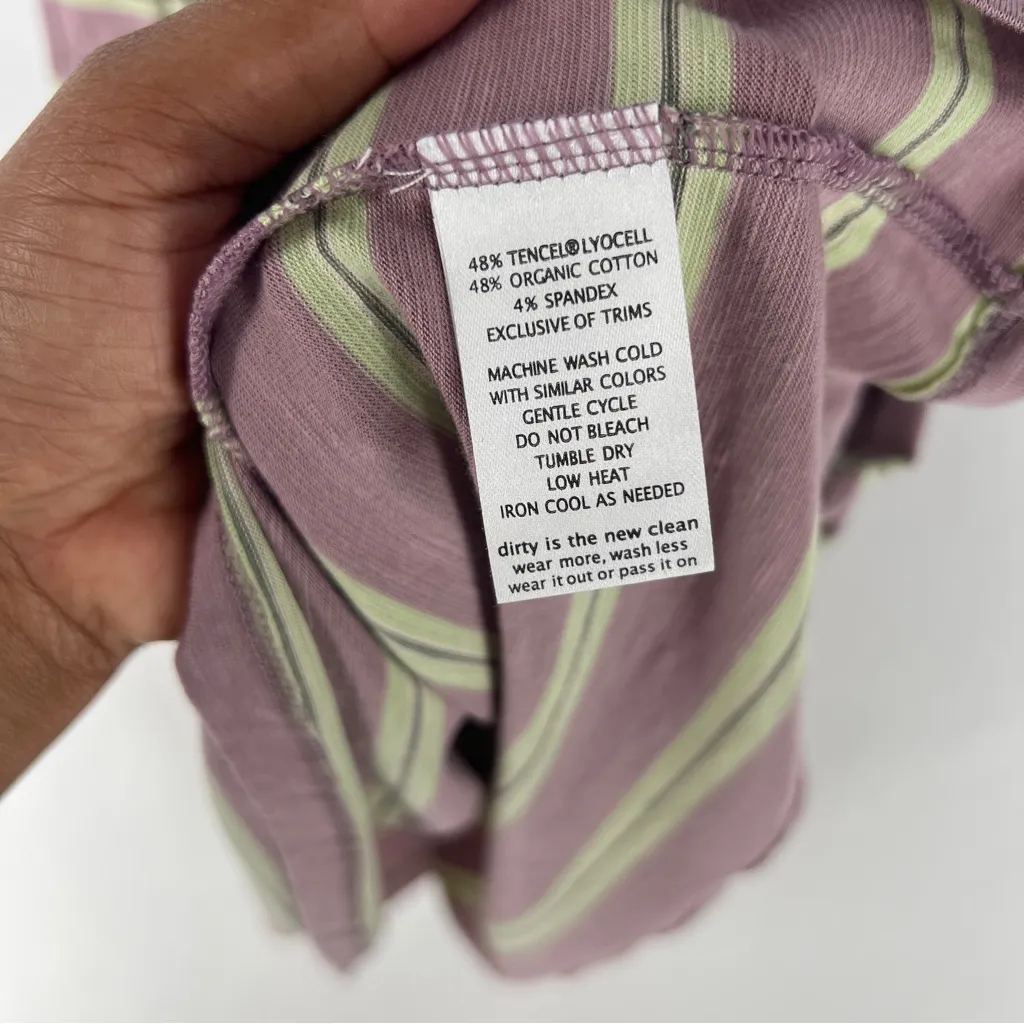 48% TENCEL®LYOCELL
48% ORGANIC COTTON
4% SPANDEX
EXCLUSIVE OF TRIMS
MACHINE WASH COLD
WITH SIMILAR COLORS
GENTLE CYCLE
DO NOT BLEACH
TUMBLE DRY
LOW HEAT
IRON COOL AS NEEDED
dirty is the new clean
wear more, wash less
wear it out or pass it on